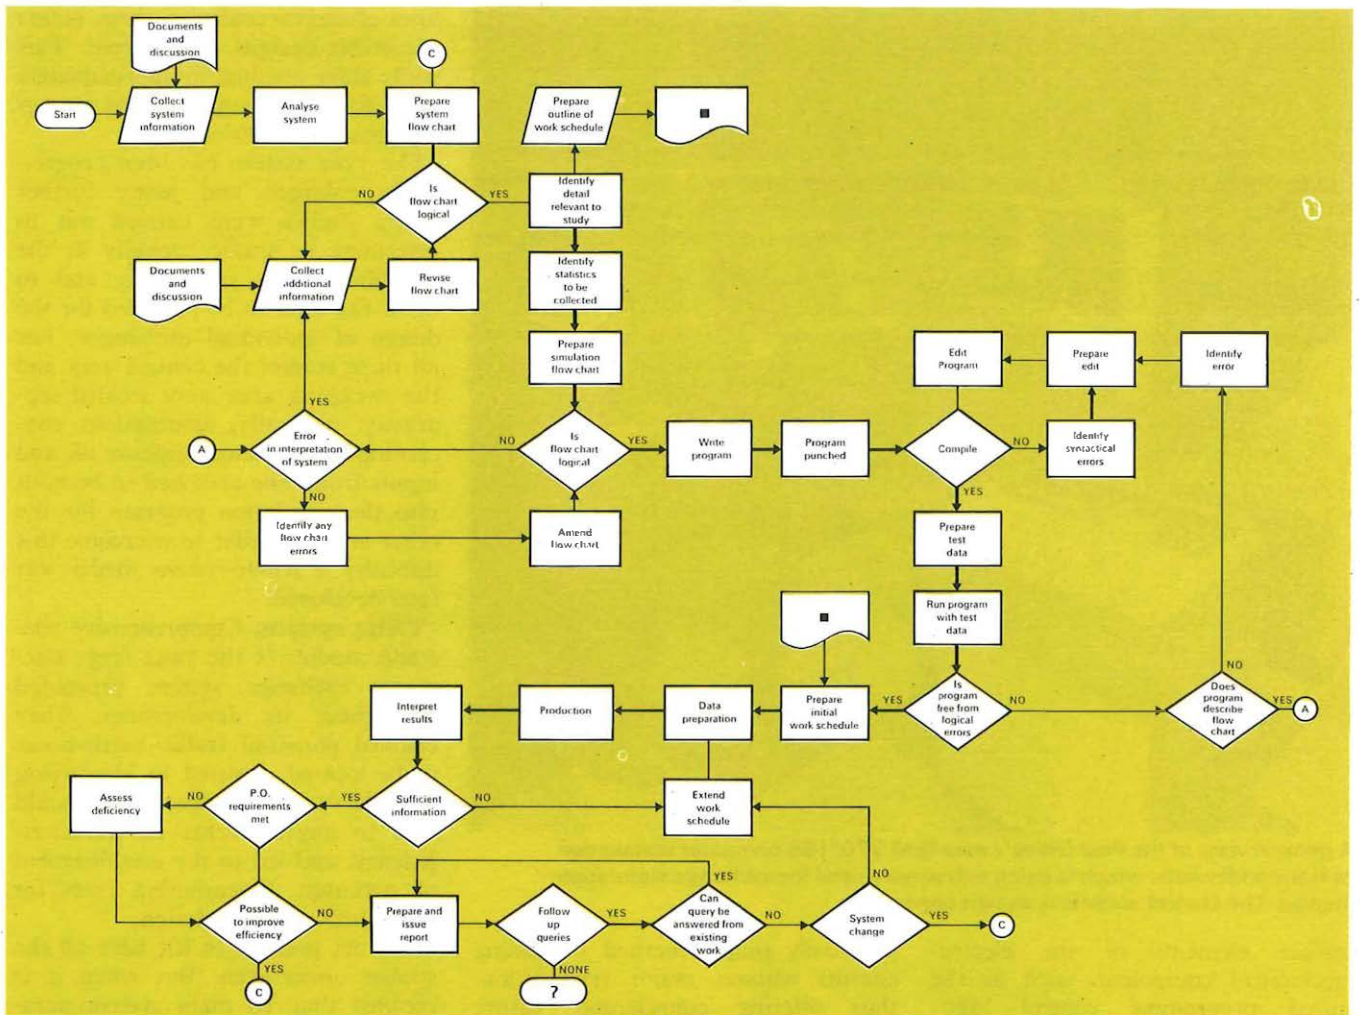 Documents
and
discussion
C
Start
Collect
system
information
Analyse
system
Prepare
system
flow chart
Prepare
outline of
work schedule
NO
Is
flow chart
logical
YES
Identify
detail
relevant to
study
Documents
and
discussion
Collect
additional
information
Revise
flow chart
Identify
statistics
to be
collected
Prepare
simulation
flow chart
Edit
Program
Prepare
edit
Identify
error
YES
A
Error
in interpretation
of system
NO
NO
Is
flow chart
logical
YES
Write
program
Program
punched
Compile
NO
Identify
syntactical
errors
YES
Identify any
flow chart
errors
Amend
flow chart
Prepare
test
data
Run program
with test
data
NO
Interpret
results
Production
Data
preparation
Prepare
initial
work schedule
YES
Is
program
free from
logical
errors
NO
Does
program
describe
flow
chart
YES
A
Assess
deficiency
NO
P.O.
requirements
met
YES
Sufficient
information
NO
Extend
work
schedule
NO
Possible
to improve
efficiency
NO
Prepare and
issue
report
Follow
up
queries
YES
YES
Can
query be
answered from
existing
work
NO
System
change
YES
C
YES
C
NONE
?